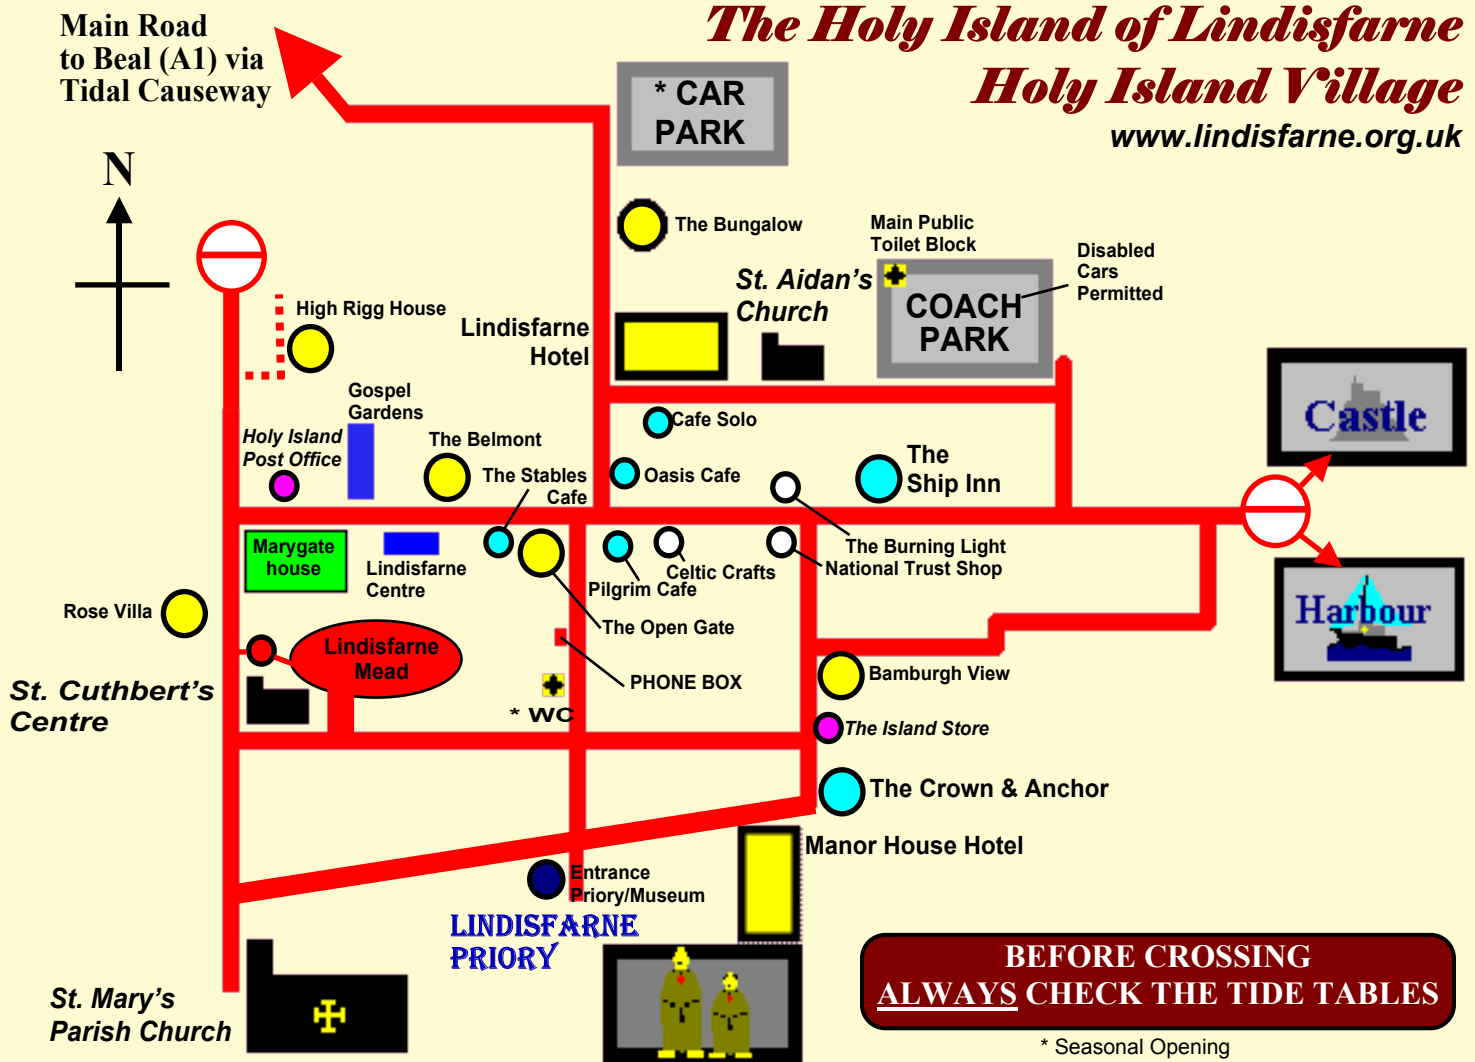 The Holy Island of Lindisfarne
Holy Island Village
www.lindisfarne.org.uk
Main Road
to Beal (A1) via
Tidal Causeway
N
* CAR
PARK
The Bungalow
Main Public
Toilet Block
Disabled
Cars
Permitted
St. Aidan's
Church
COACH
PARK
High Rigg House
Lindisfarne
Hotel
Castle
Gospel
Gardens
Cafe Solo
Holy Island
Post Office
The Belmont
The Stables
Cafe
Oasis Cafe
The
Ship Inn
Marygate
house
Lindisfarne
Centre
Pilgrim Cafe
Celtic Crafts
The Burning Light
National Trust Shop
Harbour
Rose Villa
The Open Gate
Lindisfarne
Mead
PHONE BOX
Bamburgh View
St. Cuthbert's
Centre
* WC
The Island Store
The Crown & Anchor
Manor House Hotel
Entrance
Priory/Museum
LINDISFARNE
PRIORY
St. Mary's
Parish Church
BEFORE CROSSING
ALWAYS CHECK THE TIDE TABLES
* Seasonal Opening